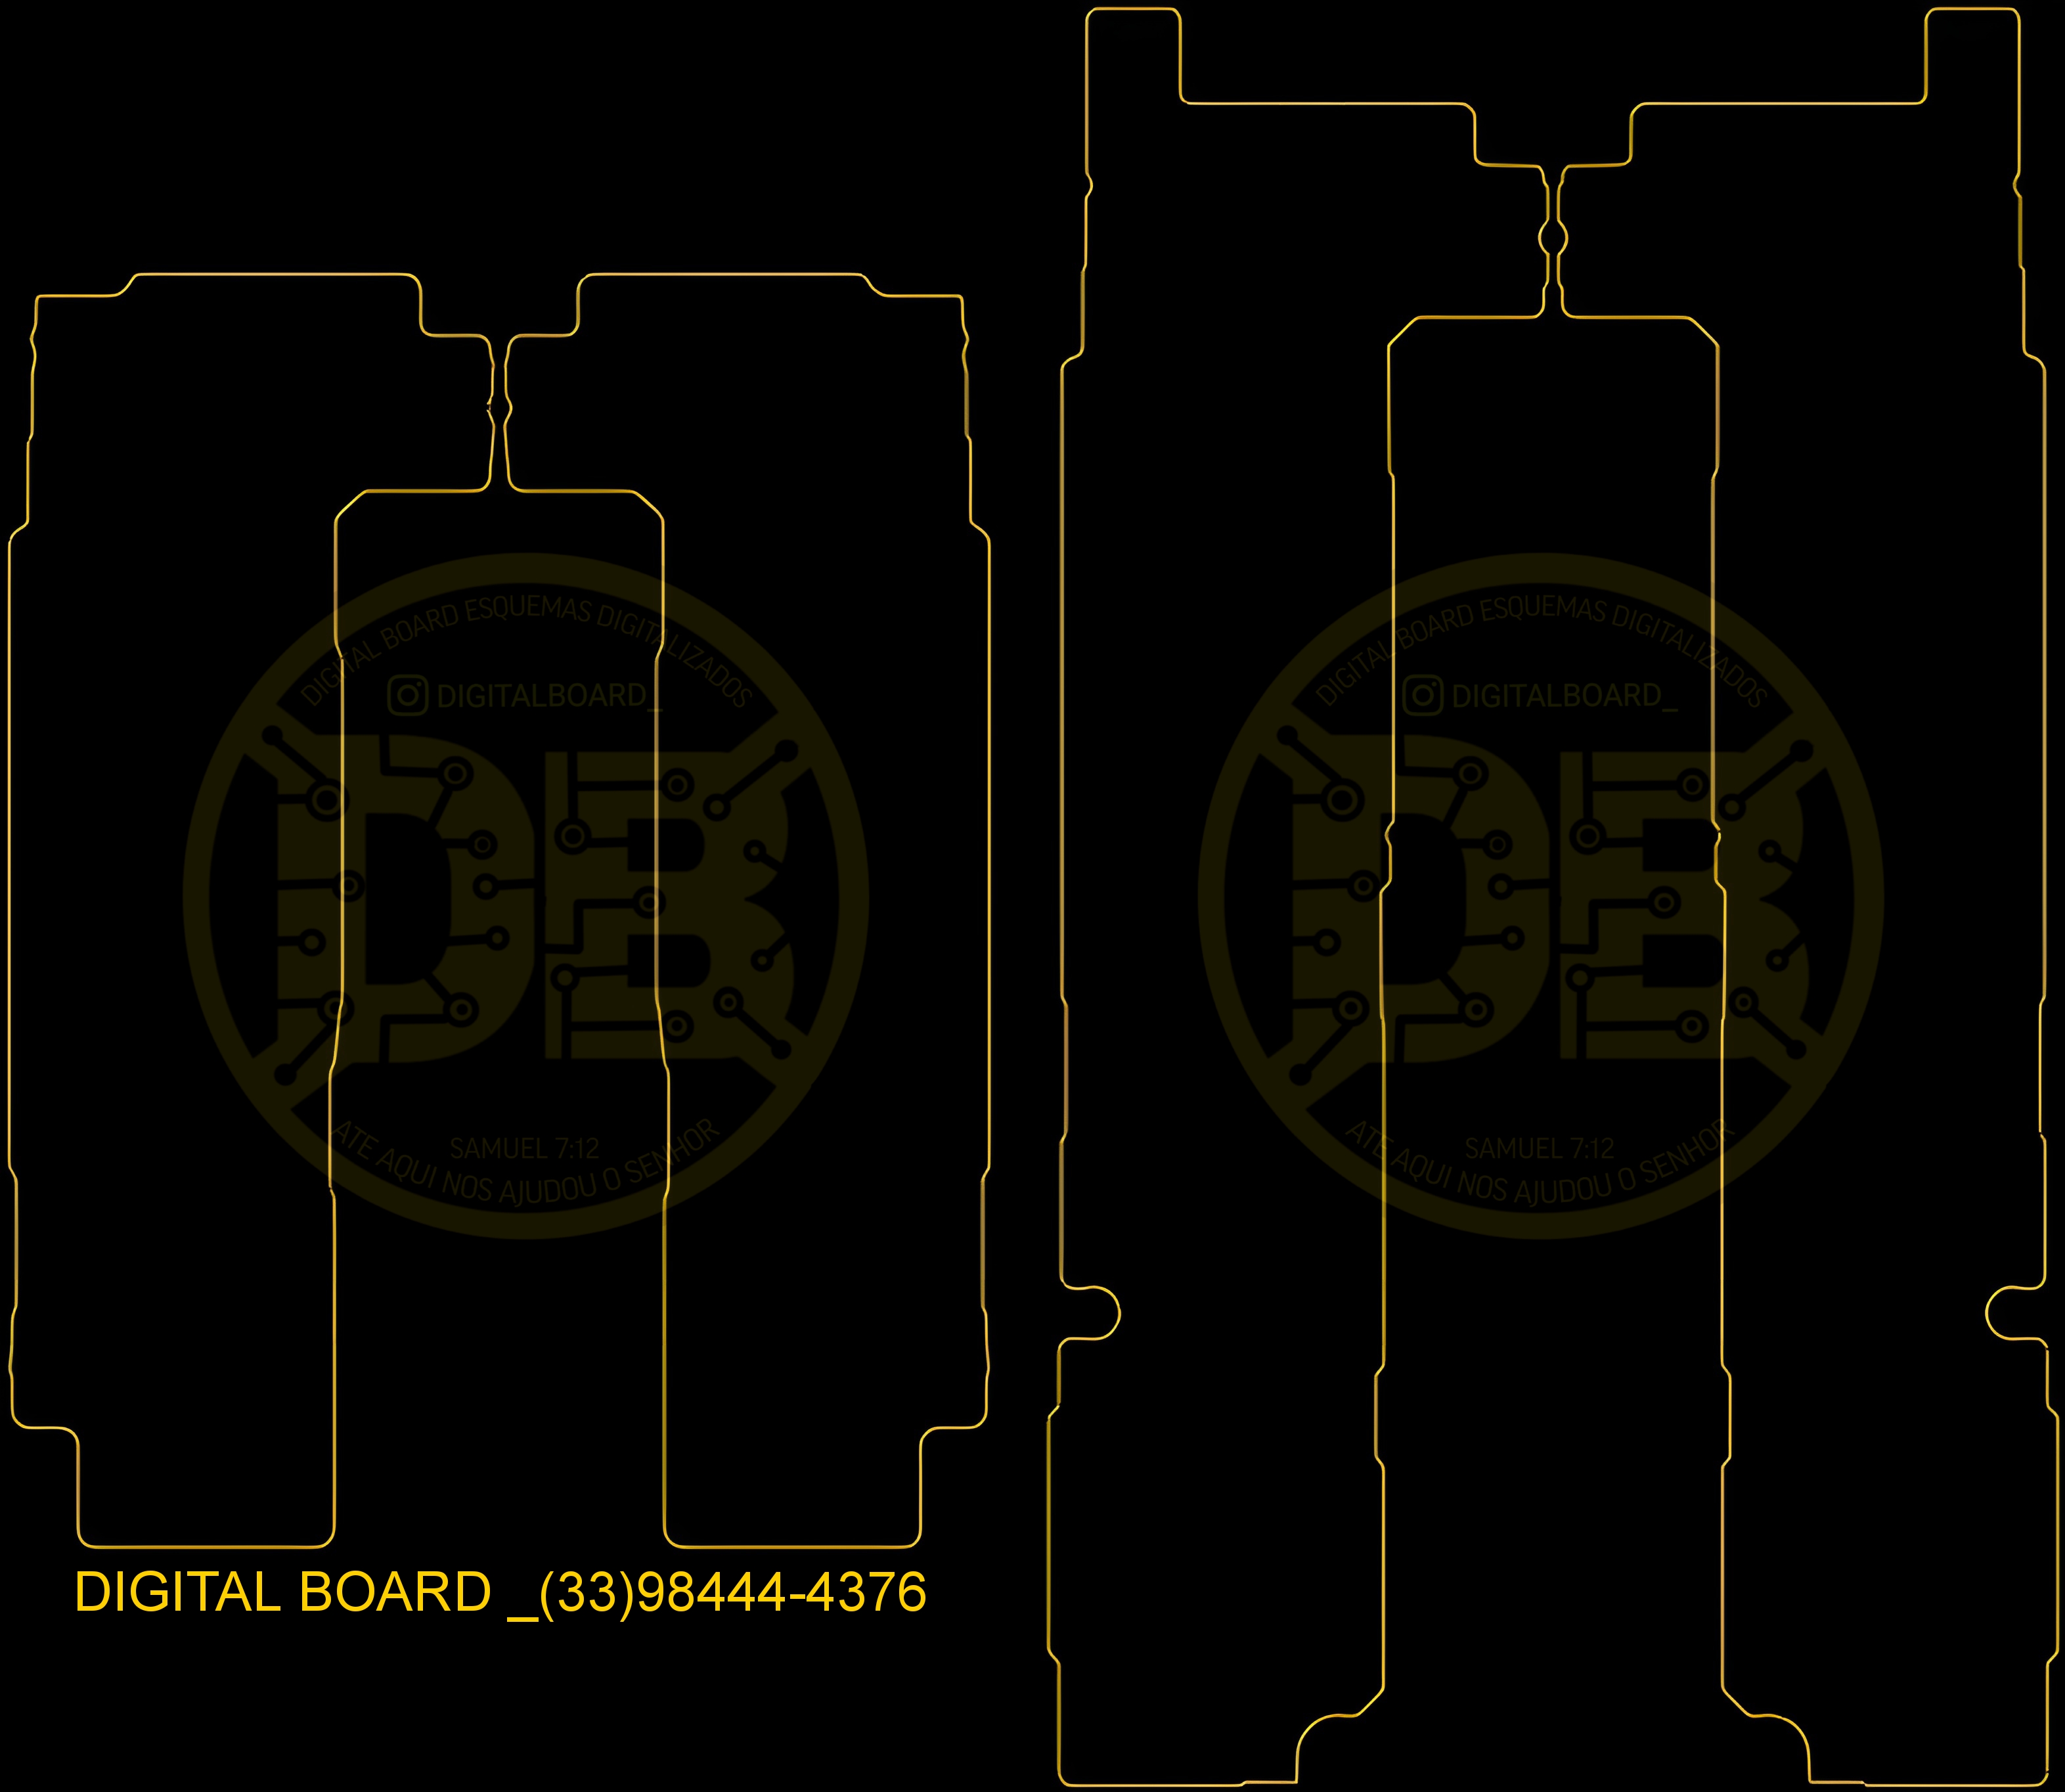 DIGITAL BOARD ESQUEMAS DIGITALIZADOS
DIGITALBOARD_
DB
SAMUEL 7:12
ATE AQUI NOS AJUDOU O SENHOR
DIGITAL BOARD ESQUEMAS DIGITALIZADOS
DIGITALBOARD_
DB
SAMUEL 7:12
ATE AQUI NOS AJUDOU O SENHOR
DIGITAL BOARD _(33)98444-4376